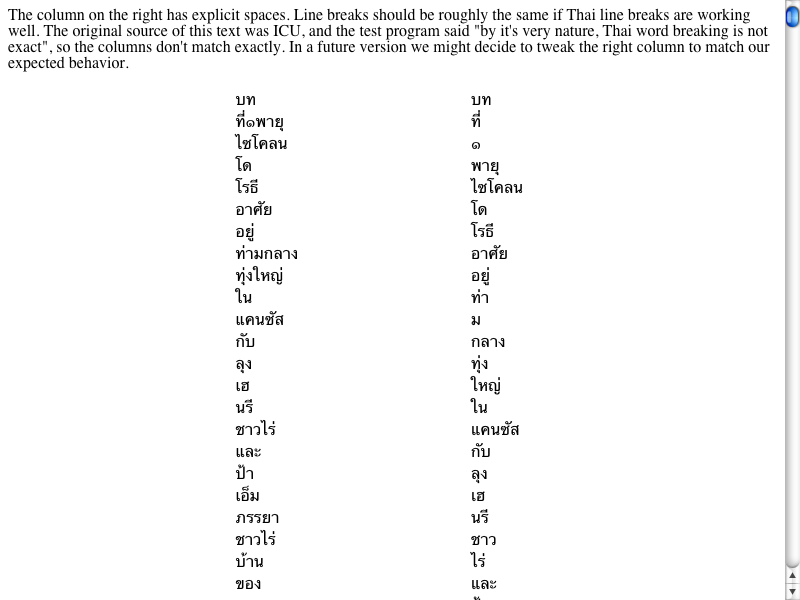 The column on the right has explicit spaces. Line breaks should be roughly the same if Thai line breaks are working
well. The original source of this text was ICU, and the test program said "by it's very nature, Thai word breaking is not
exact", so the columns don't match exactly. In a future version we might decide to tweak the right column to match our
expected behavior.
บท
ที่๑พายุ
ไซโคลน
โด
โรธี
อาศัย
อยู่
ท่ามกลาง
ทุ่งใหญ่
ใน
แคนซัส
กับ
ลุง
เฮ
นรี
ชาวไร่
และ
ป้า
เอ็ม
ภรรยา
ชาวไร่
บ้าน
ของ
บท
ที่
๑
พายุ
ไซโคลน
โด
โรธี
อาศัย
อยู่
ท่า
ม
กลาง
ทุ่ง
ใหญ่
ใน
แคนซัส
กับ
ลุง
เฮ
นรี
ชาว
ไร่
และ